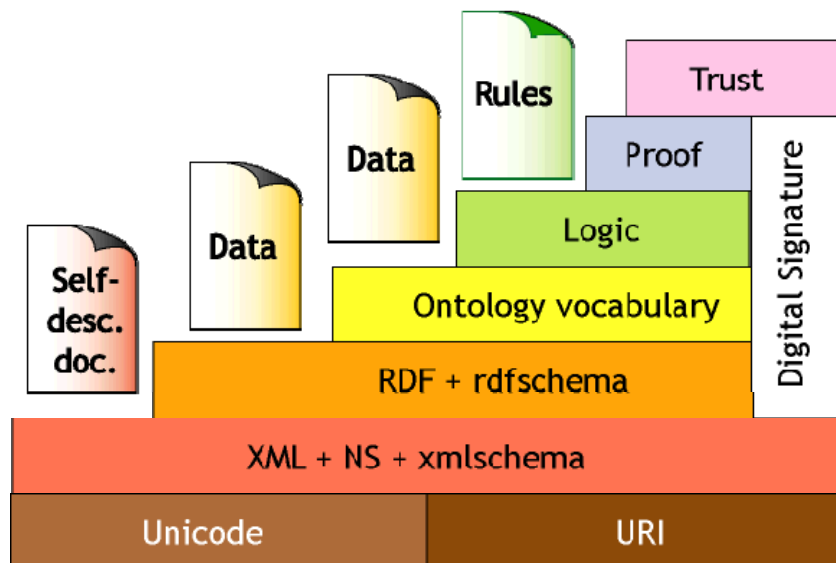 Rules
Trust
Data
Proof
Data
Logic
Self-
desc.
doc.
Ontology vocabulary
Digital Signature
RDF + rdfschema
XML + NS + xmlschema
Unicode
URI